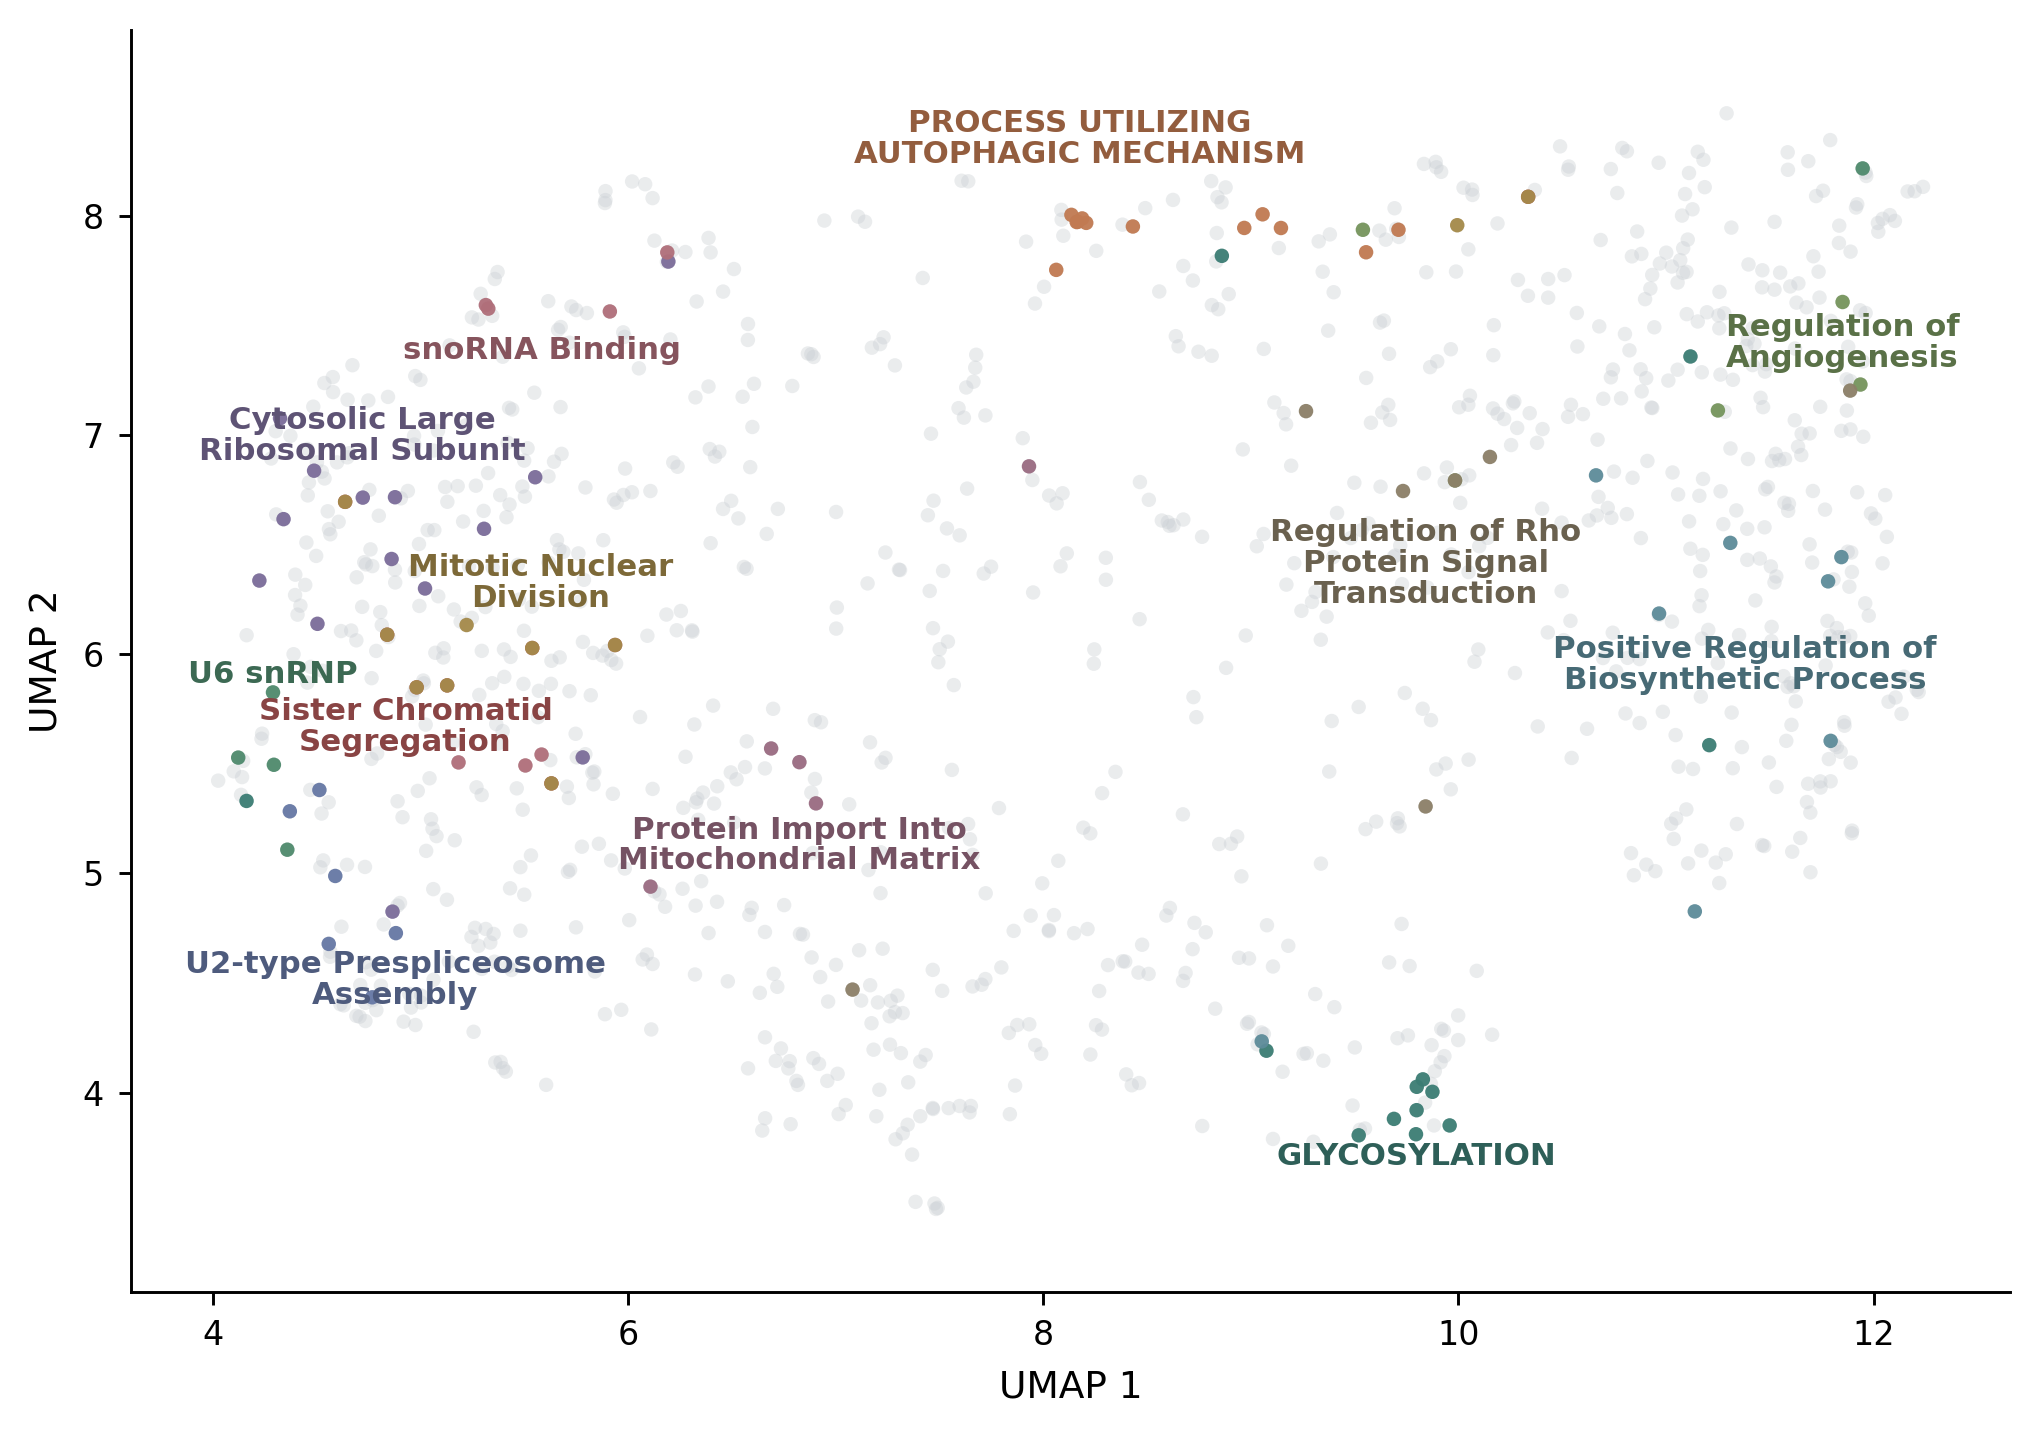 PROCESS UTILIZING
AUTOPHAGIC MECHANISM
Regulation of
Angiogenesis
snoRNA Binding
Cytosolic Large
Ribosomal Subunit
Regulation of Rho
Protein Signal
Transduction
Mitotic Nuclear
Division
Positive Regulation of
Biosynthetic Process
U6 snRNP
Sister Chromatid
Segregation
Protein Import Into
Mitochondrial Matrix
U2-type Prespliceosome
Assembly
GLYCOSYLATION
UMAP 2
8
7
6
5
4
4
6
8
10
12
UMAP 1